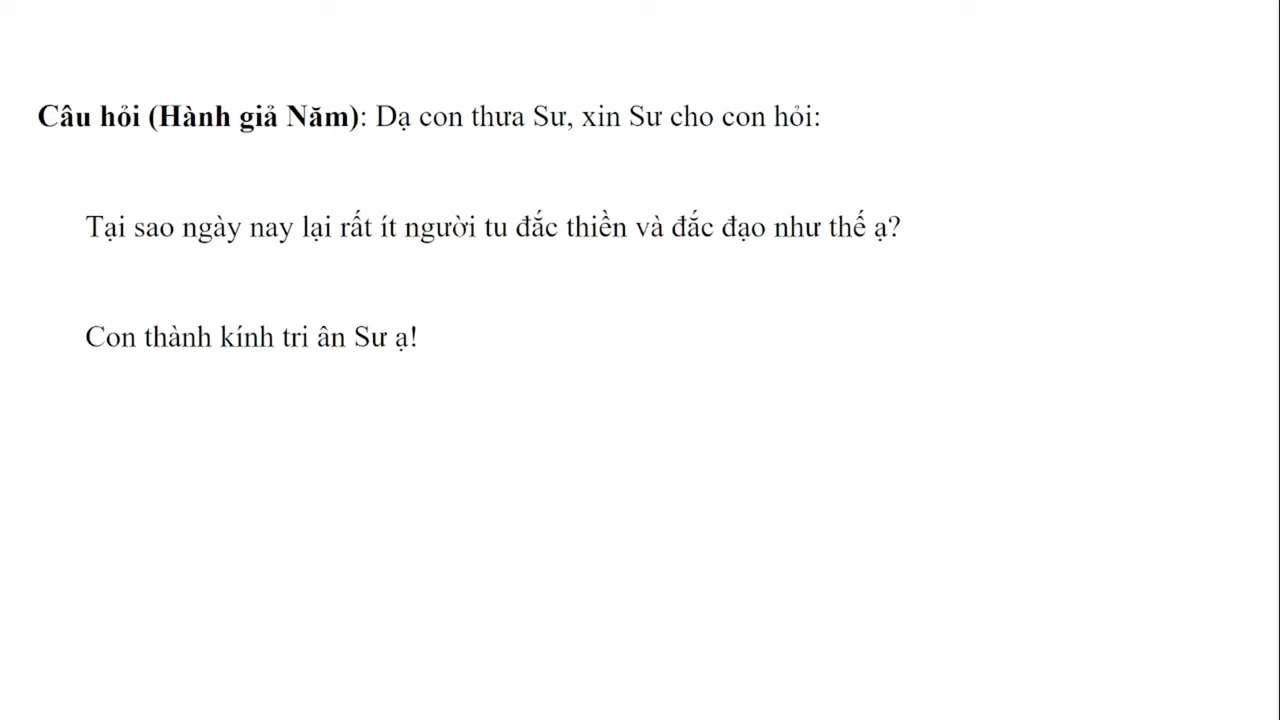 Câu hỏi (Hành giả Năm): Dạ con thưa Sư, xin Sư cho con hỏi:
Tại sao ngày nay lại rất ít người tu đắc thiền và đắc đạo như thế ạ?
Con thành kính tri ân Sư ạ!